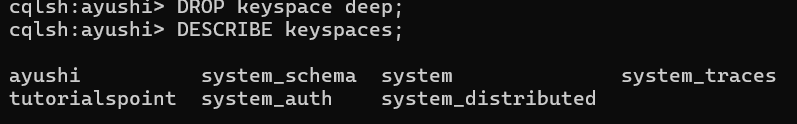 cqlsh:ayushi> DROP keyspace deep;
cqlsh:ayushi> DESCRIBE keyspaces;
ayushi system_schema system system_traces
tutorialspoint system_auth system_distributed